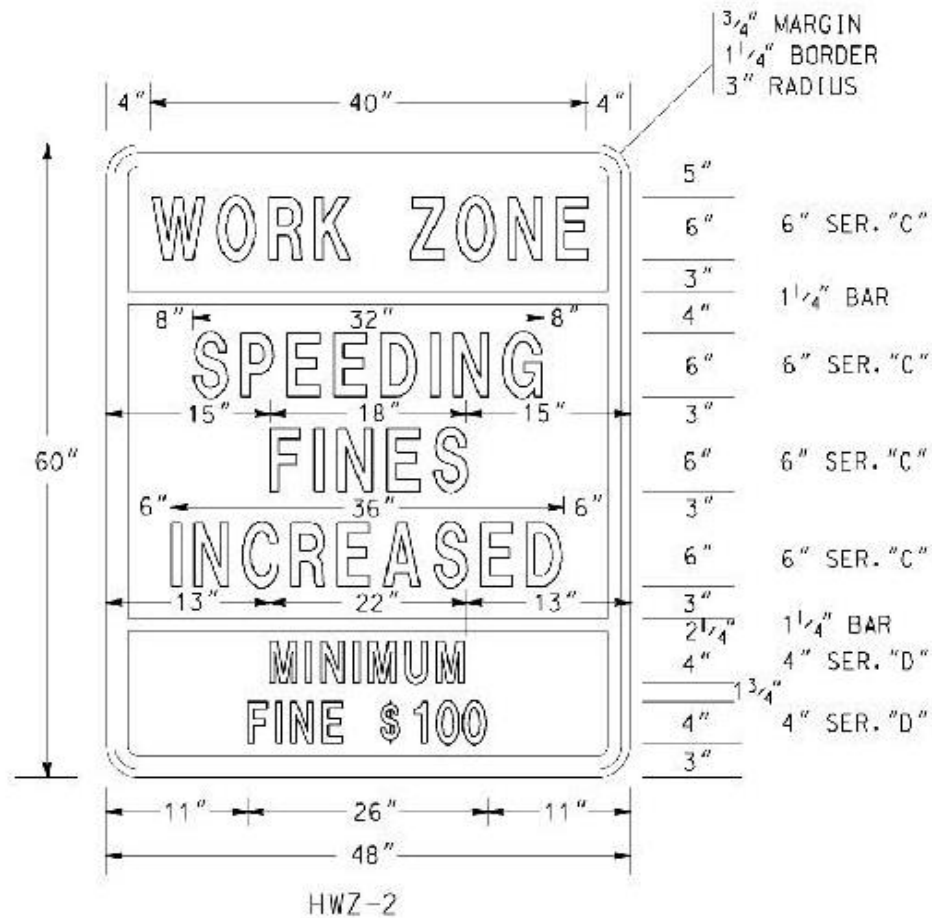 3/4" MARGIN
1 1/4" BORDER
3" RADIUS
4" 40" 4"
5"
WORK ZONE
6" 6" SER. "C"
3"
1 1/4" BAR
8" 32" 8"
4"
SPEEDING
6" 6" SER. "C"
15" 18" 15"
3"
60"
FINES
6" 6" SER. "C"
6" 36" 6"
3"
INCREASED
6" 6" SER. "C"
13" 22" 13"
3"
2 1/4" 1 1/4" BAR
MINIMUM
4" 4" SER. "D"
1 3/4"
FINE $100
4" 4" SER. "D"
3"
11" 26" 11"
48"
HWZ-2